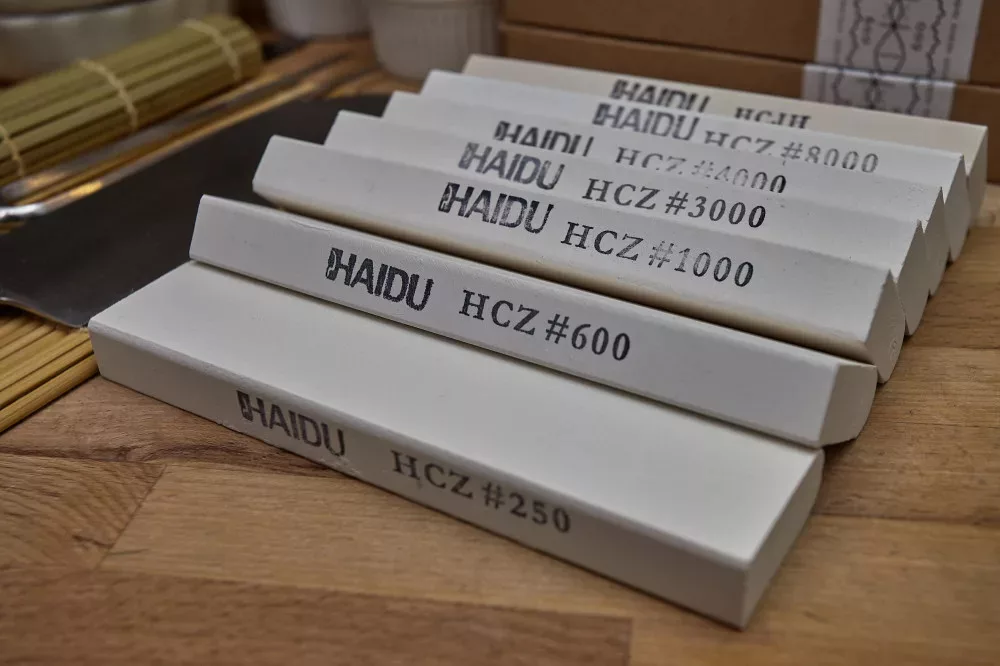 HAIDU
HAIDU HCZ #8000
HAIDU HCZ #4000
HAIDU HCZ #3000
HAIDU HCZ #1000
HAIDU HCZ #600
HAIDU HCZ #250